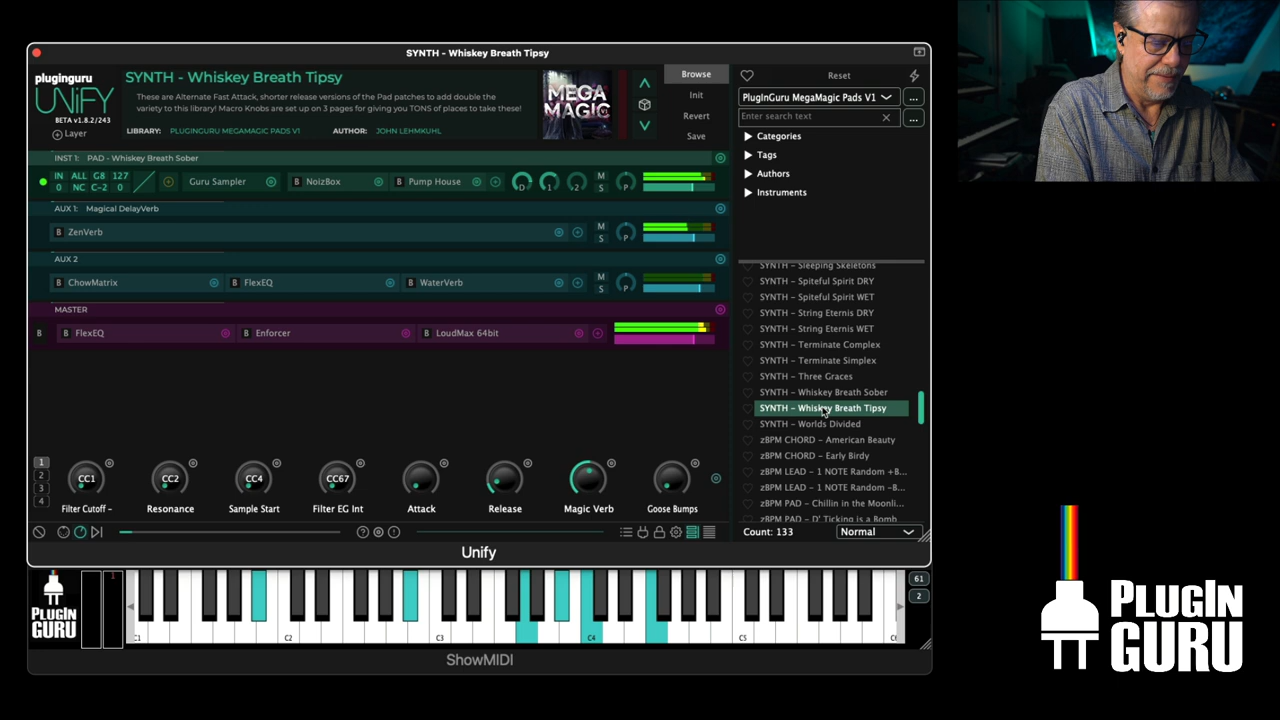 SYNTH - Whiskey Breath Tipsy
pluginguru
UNiFY
BETA v1.8.2/243
Layer
SYNTH - Whiskey Breath Tipsy
These are Alternate Fast Attack, shorter release versions of the Pad patches to add double the
variety to this library! Macro Knobs are set up on 3 pages for giving you TONS of places to tweak these!
LIBRARY: PLUGINGURU MEGAMAGIC PADS V1 AUTHOR: JOHN LEHMKUHL
MEGA
MAGIC
Browse
Init
Revert
Save
INST 1: PAD - Whiskey Breath Sober
IN ALL G8 127
0 NC C-2 0
Guru Sampler
B NoizBox
B Pump House
D 1 2
M
S
P
AUX 1: Magical DelayVerb
B ZenVerb
M
S
P
AUX 2
B ChowMatrix
B FlexEQ
B WaterVerb
M
S
P
MASTER
B
B FlexEQ
B Enforcer
B LoudMax 64bit
1
2
3
4
CC1 CC2 CC4 CC67
Filter Cutoff - Resonance Sample Start Filter EG Int Attack Release Magic Verb Goose Bumps
Reset
PlugInGuru MegaMagic Pads V1
...
Enter search text
...
Categories
Tags
Authors
Instruments
SYNTH - Sleeping Skeletons
SYNTH - Spiteful Spirit DRY
SYNTH - Spiteful Spirit WET
SYNTH - String Eternis DRY
SYNTH - String Eternis WET
SYNTH - Terminate Complex
SYNTH - Terminate Simplex
SYNTH - Three Graces
SYNTH - Whiskey Breath Sober
SYNTH - Whiskey Breath Tipsy
SYNTH - Worlds Divided
zBPM CHORD - American Beauty
zBPM CHORD - Early Birdy
zBPM LEAD - 1 NOTE Random +B...
zBPM LEAD - 1 NOTE Random -B...
zBPM PAD - Chillin in the Moonli...
zBPM PAD - D' Ticking is a Bomb
Count: 133
Normal
Unify
PLUGIN
GURU
1
C1 C2 C3 C4 C5
61
2
ShowMIDI
PLUGIN
GURU